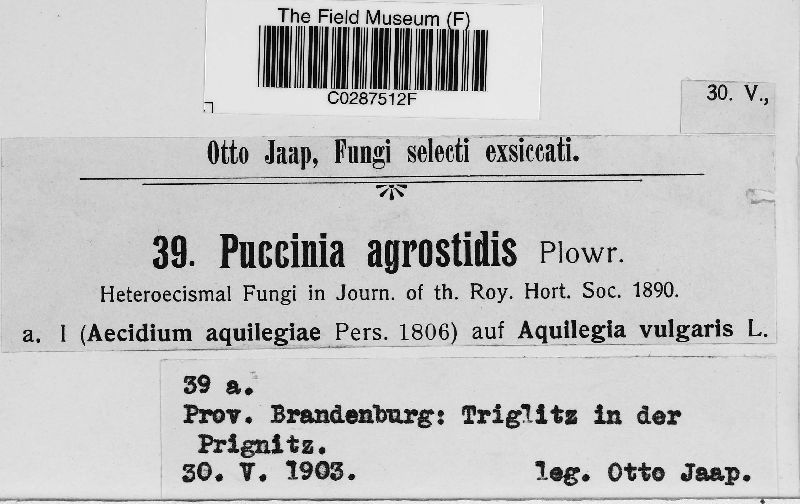 The Field Museum (F)
C0287512F
30. V.,
Otto Jaap, Fungi selecti exsiccati.
39. Puccinia agrostidis Plowr.
Heteroecismal Fungi in Journ. of th. Roy. Hort. Soc. 1890.
a. I (Aecidium aquilegiae Pers. 1806) auf Aquilegia vulgaris L.
39 a.
Prov. Brandenburg: Triglitz in der
Prignitz.
30. V. 1903. leg. Otto Jaap.